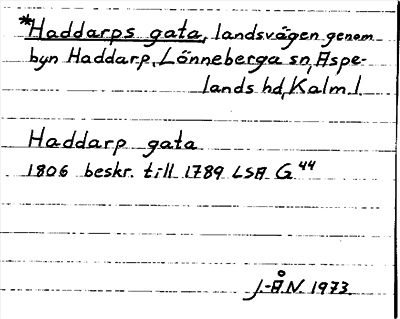 *Haddarps gata, landsvägen genom
byn Haddarp, Lönneberga sn, Aspe-
lands hd, Kalm. l.
Haddarp gata
1806 beskr. till 1789 LSA G 44
J.-Å.N. 1973.